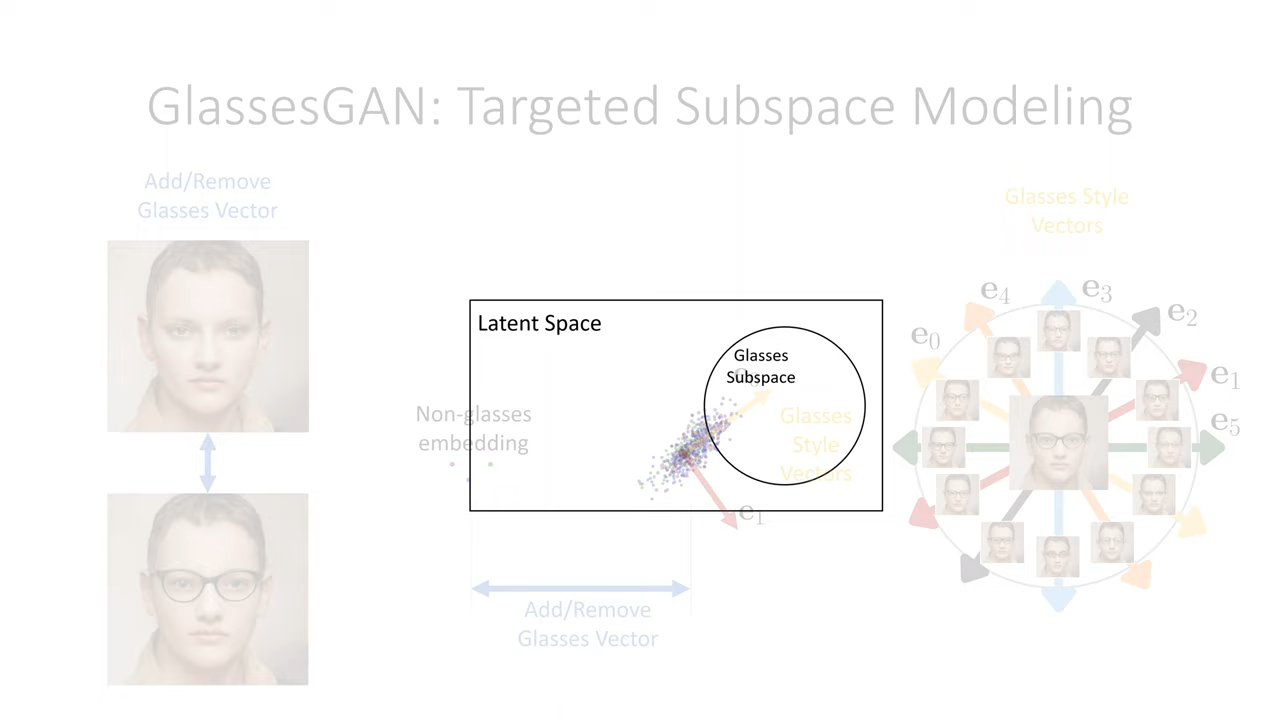 GlassesGAN: Targeted Subspace Modeling
Add/Remove
Glasses Vector
Latent Space
Glasses
Subspace
Non-glasses
embedding
Glasses
Style
Vectors
e1
Add/Remove
Glasses Vector
Glasses Style
Vectors
e4
e3
e2
e0
e1
e5